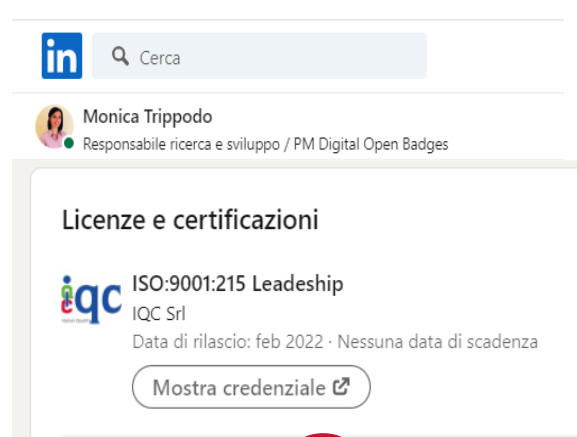 in
Cerca
Monica Trippodo
Responsabile ricerca e sviluppo / PM Digital Open Badges
Licenze e certificazioni
iqc
ISO:9001:215 Leadeship
IQC Srl
Data di rilascio: feb 2022 · Nessuna data di scadenza
Mostra credenziale